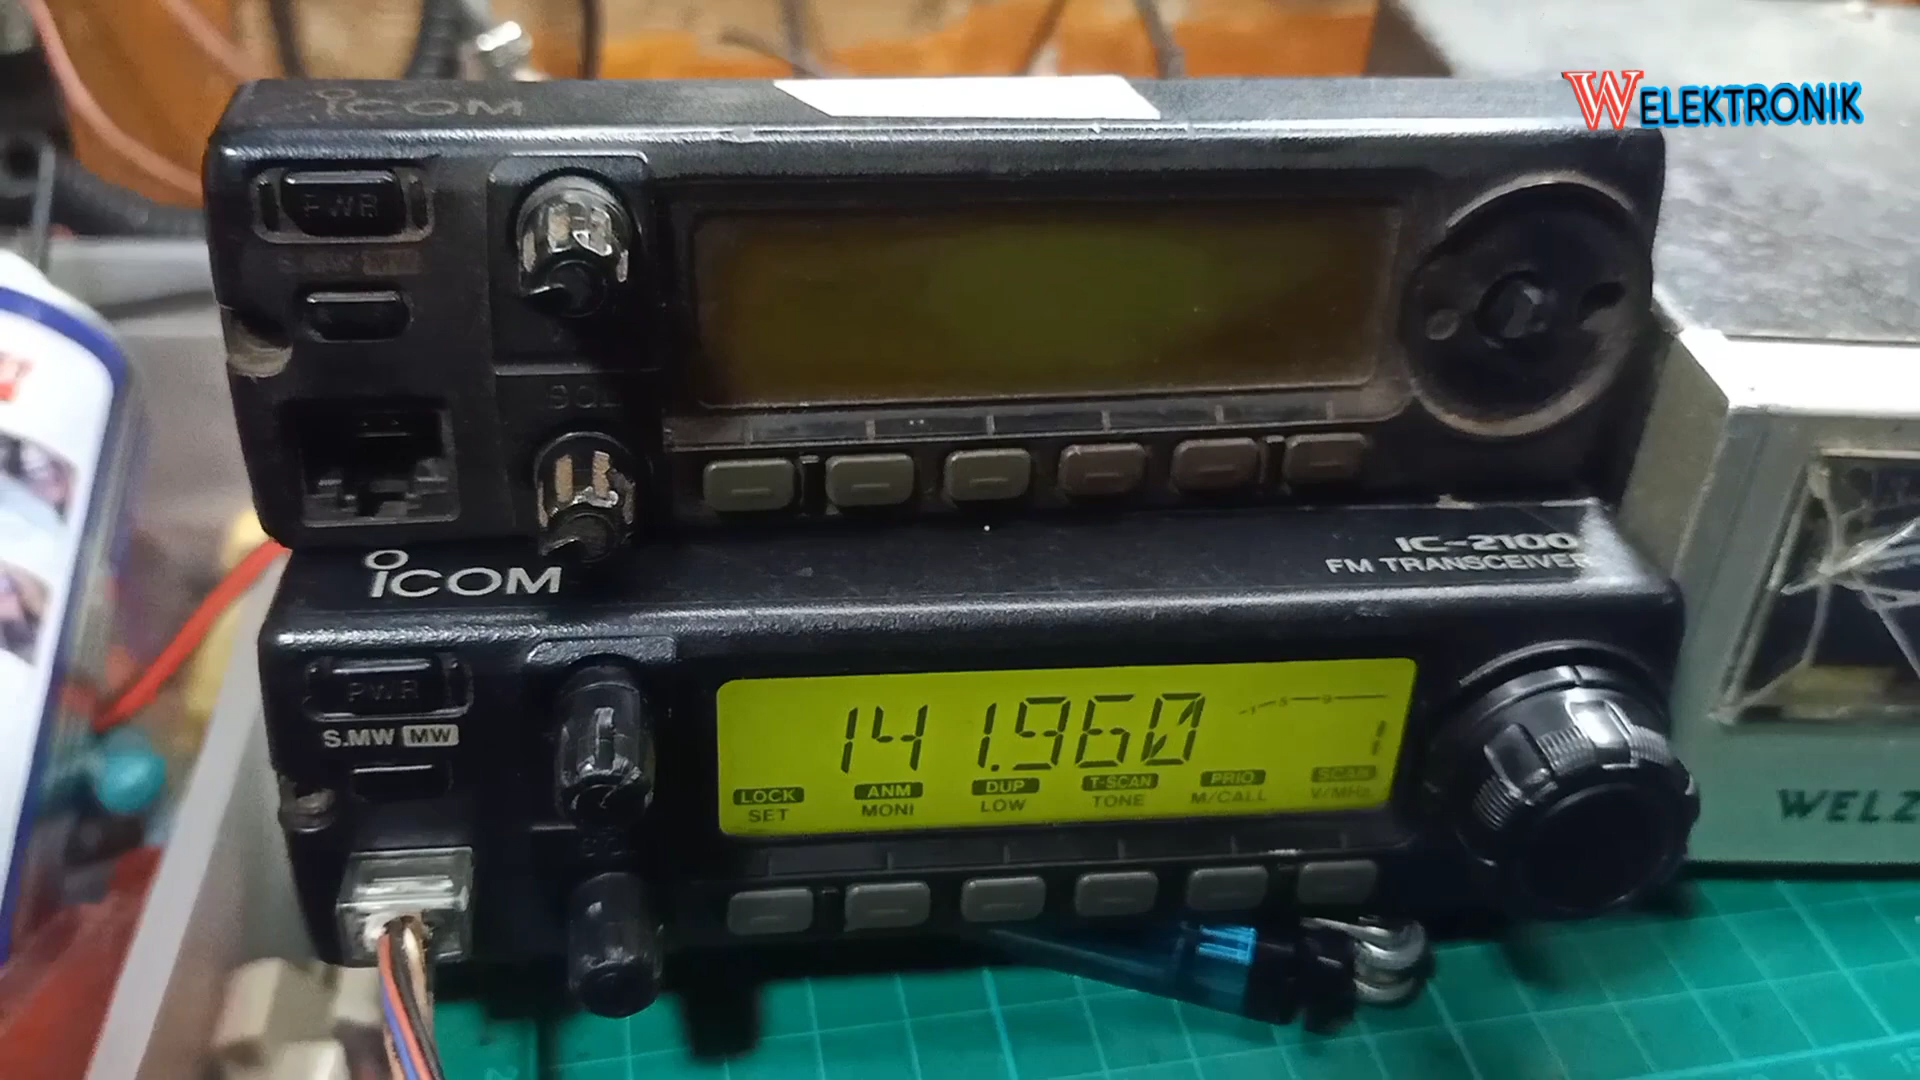 WELEKTRONIK
ICOM
PWR
ICOM
IC-2100
FM TRANSCEIVER
PWR
S.MW MW
141.960
LOCK ANM DUP T-SCAN PRIO SCAN
SET MONI LOW TONE M/CALL V/MHz
WELZ